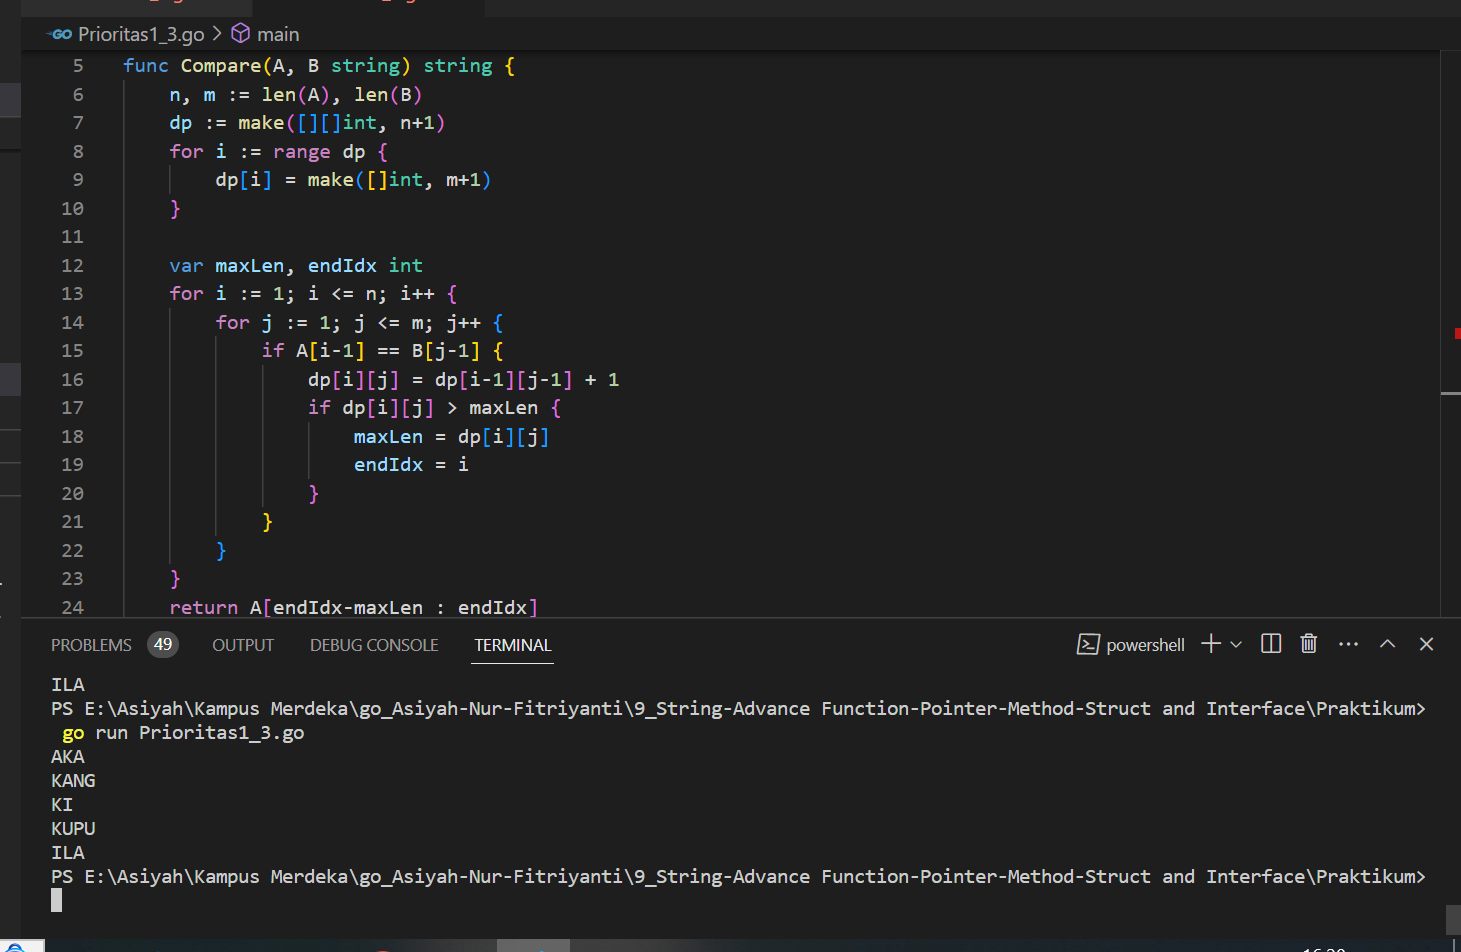 GO Prioritas1_3.go > main
5 func Compare(A, B string) string {
6 n, m := len(A), len(B)
7 dp := make([][]int, n+1)
8 for i := range dp {
9 dp[i] = make([]int, m+1)
10 }
11
12 var maxLen, endIdx int
13 for i := 1; i <= n; i++ {
14 for j := 1; j <= m; j++ {
15 if A[i-1] == B[j-1] {
16 dp[i][j] = dp[i-1][j-1] + 1
17 if dp[i][j] > maxLen {
18 maxLen = dp[i][j]
19 endIdx = i
20 }
21 }
22 }
23 }
24 return A[endIdx-maxLen : endIdx]
PROBLEMS 49 OUTPUT DEBUG CONSOLE TERMINAL powershell
ILA
PS E:\Asiyah\Kampus Merdeka\go_Asiyah-Nur-Fitriyanti\9_String-Advance Function-Pointer-Method-Struct and Interface\Praktikum>
go run Prioritas1_3.go
AKA
KANG
KI
KUPU
ILA
PS E:\Asiyah\Kampus Merdeka\go_Asiyah-Nur-Fitriyanti\9_String-Advance Function-Pointer-Method-Struct and Interface\Praktikum>